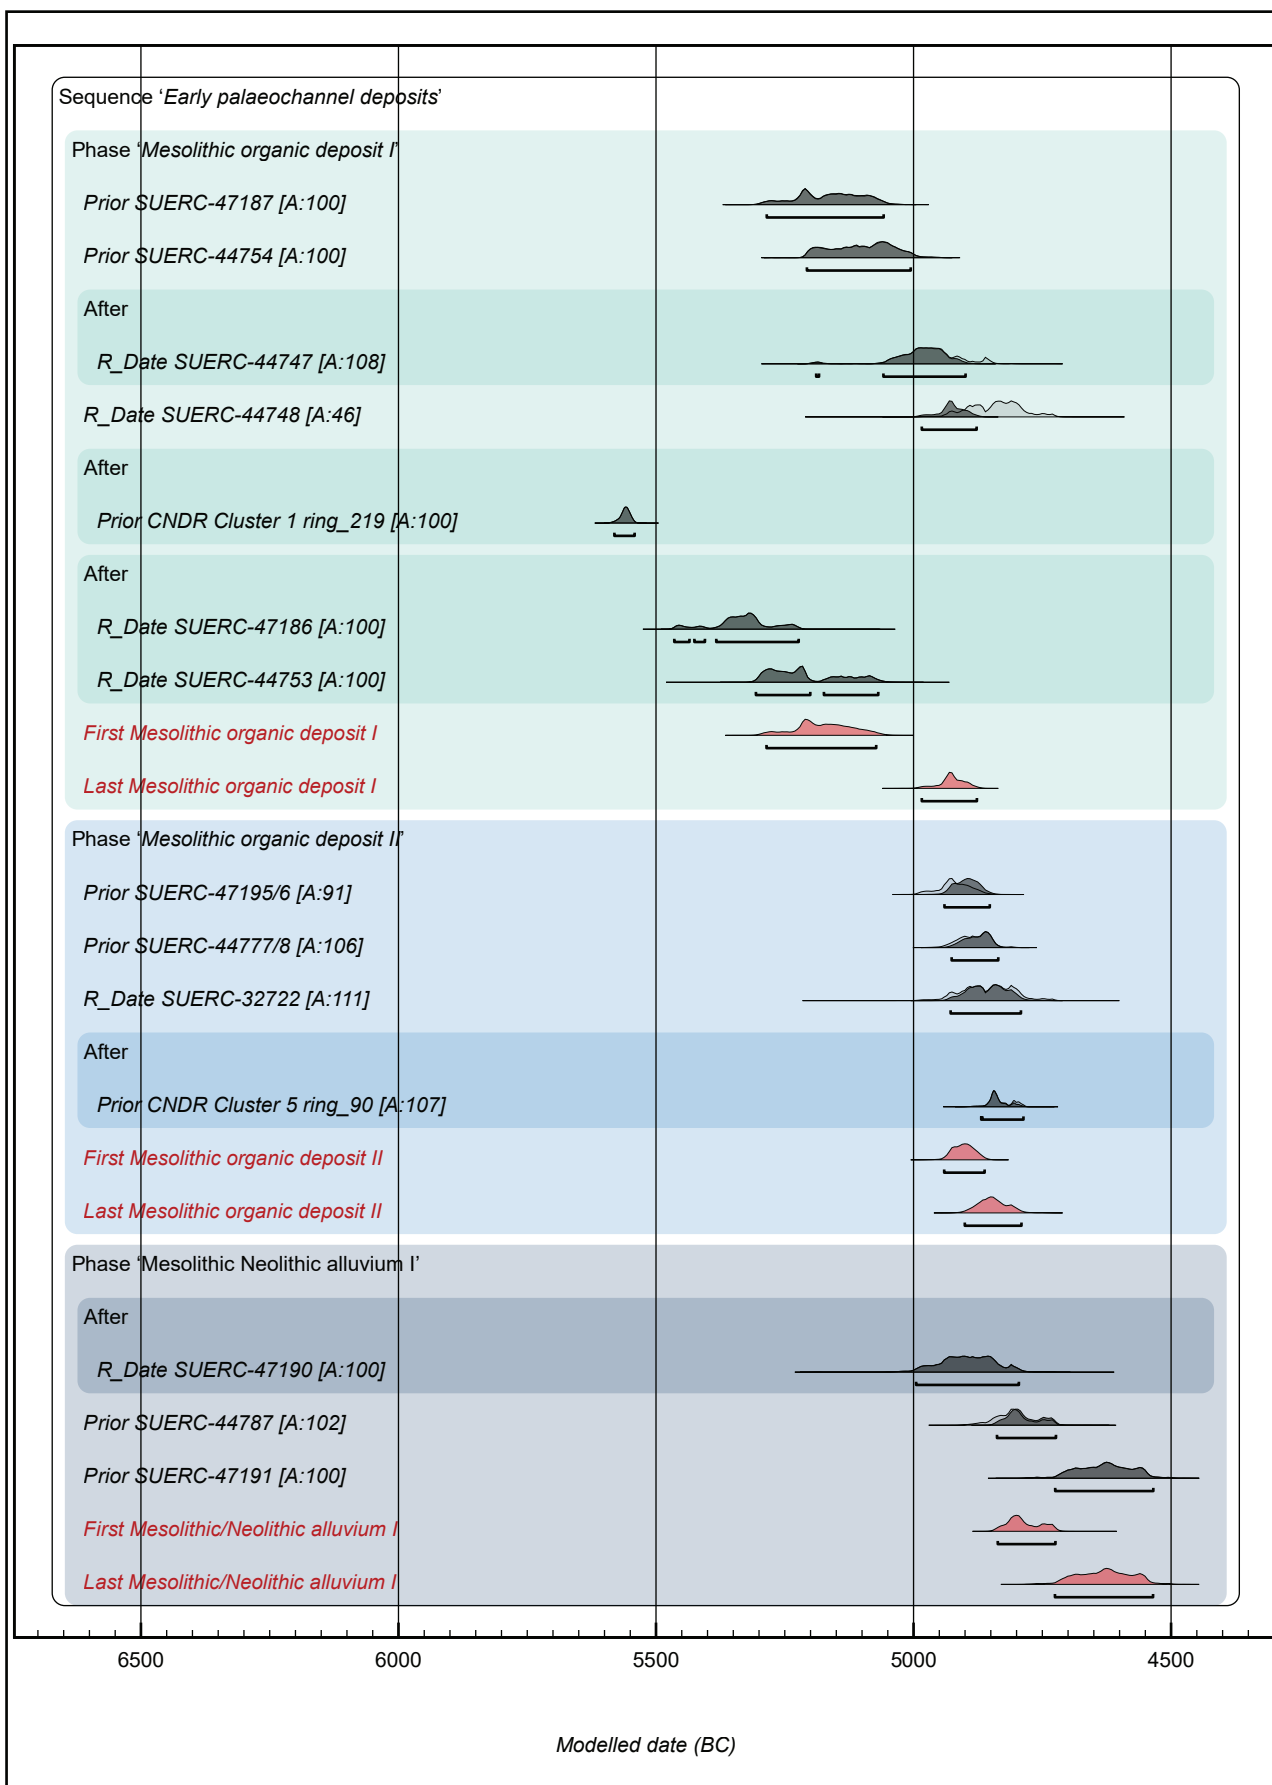 Sequence ‘Early palaeochannel deposits’
Phase ‘Mesolithic organic deposit I’
Prior SUERC-47187 [A:100]
Prior SUERC-44754 [A:100]
After
R_Date SUERC-44747 [A:108]
R_Date SUERC-44748 [A:46]
After
Prior CNDR Cluster 1 ring_219 [A:100]
After
R_Date SUERC-47186 [A:100]
R_Date SUERC-44753 [A:100]
First Mesolithic organic deposit I
Last Mesolithic organic deposit I
Phase ‘Mesolithic organic deposit II’
Prior SUERC-47195/6 [A:91]
Prior SUERC-44777/8 [A:106]
R_Date SUERC-32722 [A:111]
After
Prior CNDR Cluster 5 ring_90 [A:107]
First Mesolithic organic deposit II
Last Mesolithic organic deposit II
Phase ‘Mesolithic Neolithic alluvium I’
After
R_Date SUERC-47190 [A:100]
Prior SUERC-44787 [A:102]
Prior SUERC-47191 [A:100]
First Mesolithic/Neolithic alluvium I
Last Mesolithic/Neolithic alluvium I
6500 6000 5500 5000 4500
Modelled date (BC)